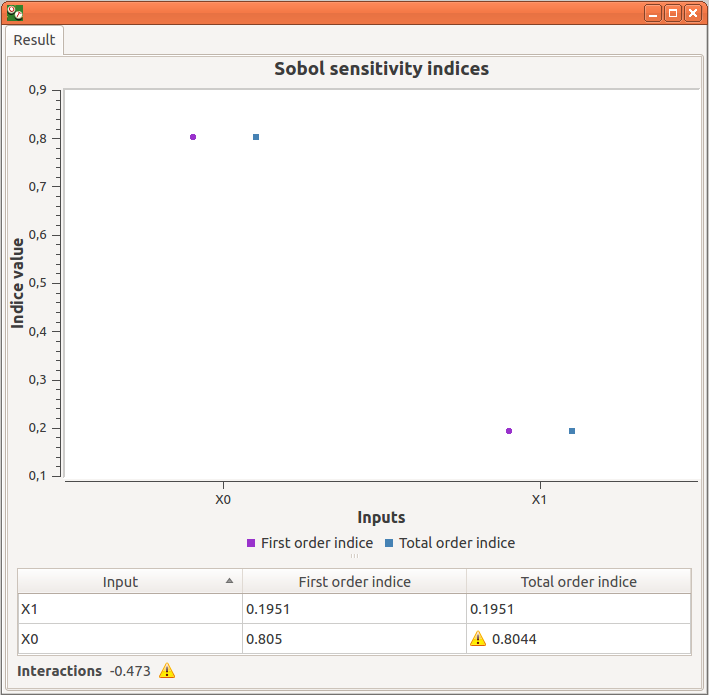 Result
Sobol sensitivity indices
0,9
0,8
0,7
0,6
0,5
0,4
0,3
0,2
0,1
Indice value
X0 X1
Inputs
First order indice Total order indice
Input First order indice Total order indice
X1 0.1951 0.1951
X0 0.805 0.8044
Interactions -0.473